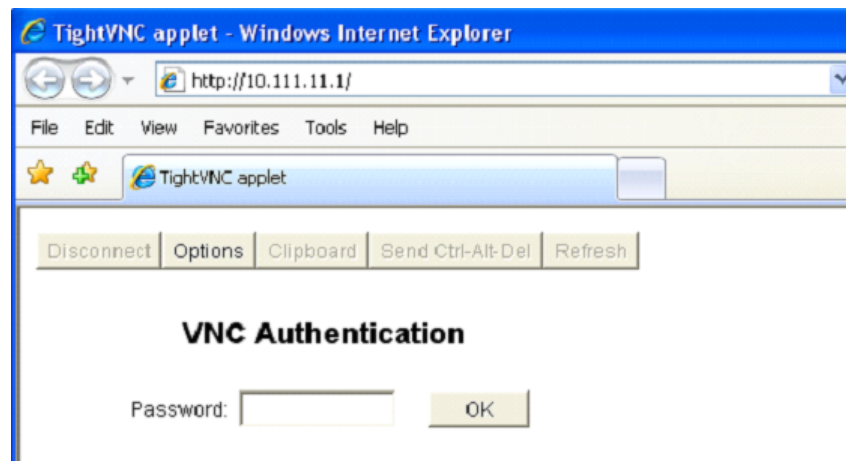 TightVNC applet - Windows Internet Explorer
http://10.111.11.1/
File Edit View Favorites Tools Help
TightVNC applet
Disconnect Options Clipboard Send Ctrl-Alt-Del Refresh
VNC Authentication
Password: OK